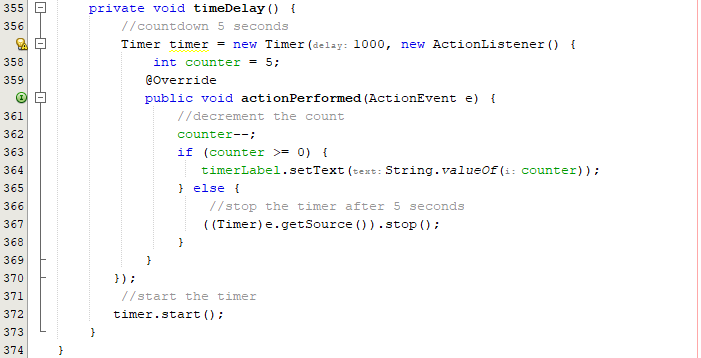 355 private void timeDelay() {
356 //countdown 5 seconds
Timer timer = new Timer(delay: 1000, new ActionListener() {
358 int counter = 5;
359 @Override
public void actionPerformed(ActionEvent e) {
361 //decrement the count
362 counter--;
363 if (counter >= 0) {
364 timerLabel.setText(text: String.valueOf(i: counter));
365 } else {
366 //stop the timer after 5 seconds
367 ((Timer)e.getSource()).stop();
368 }
369 }
370 });
371 //start the timer
372 timer.start();
373 }
374 }